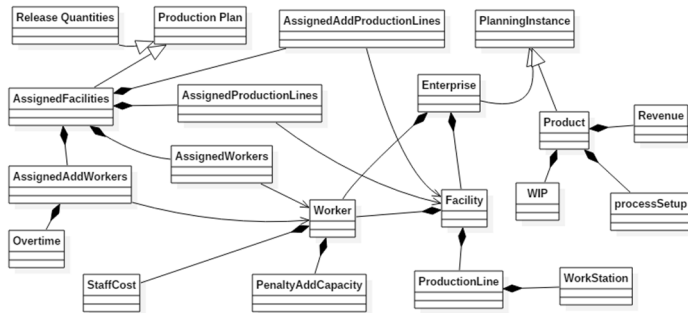 Release Quantities
Production Plan
AssignedAddProductionLines
PlanningInstance
Enterprise
AssignedFacilities
AssignedProductionLines
Product
Revenue
AssignedWorkers
AssignedAddWorkers
WIP
Worker
Facility
processSetup
Overtime
StaffCost
PenaltyAddCapacity
ProductionLine
WorkStation